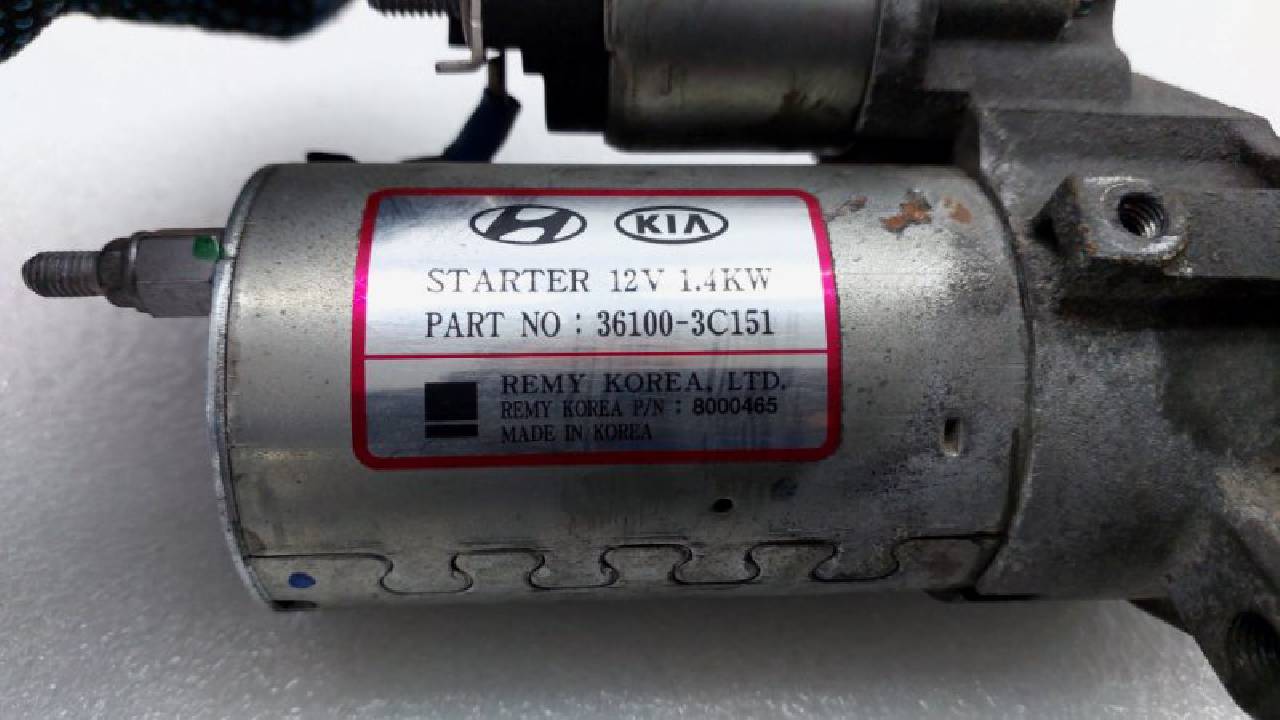 KIA
STARTER 12V 1.4KW
PART NO : 36100-3C151
REMY KOREA, LTD.
REMY KOREA P/N : 8000465
MADE IN KOREA